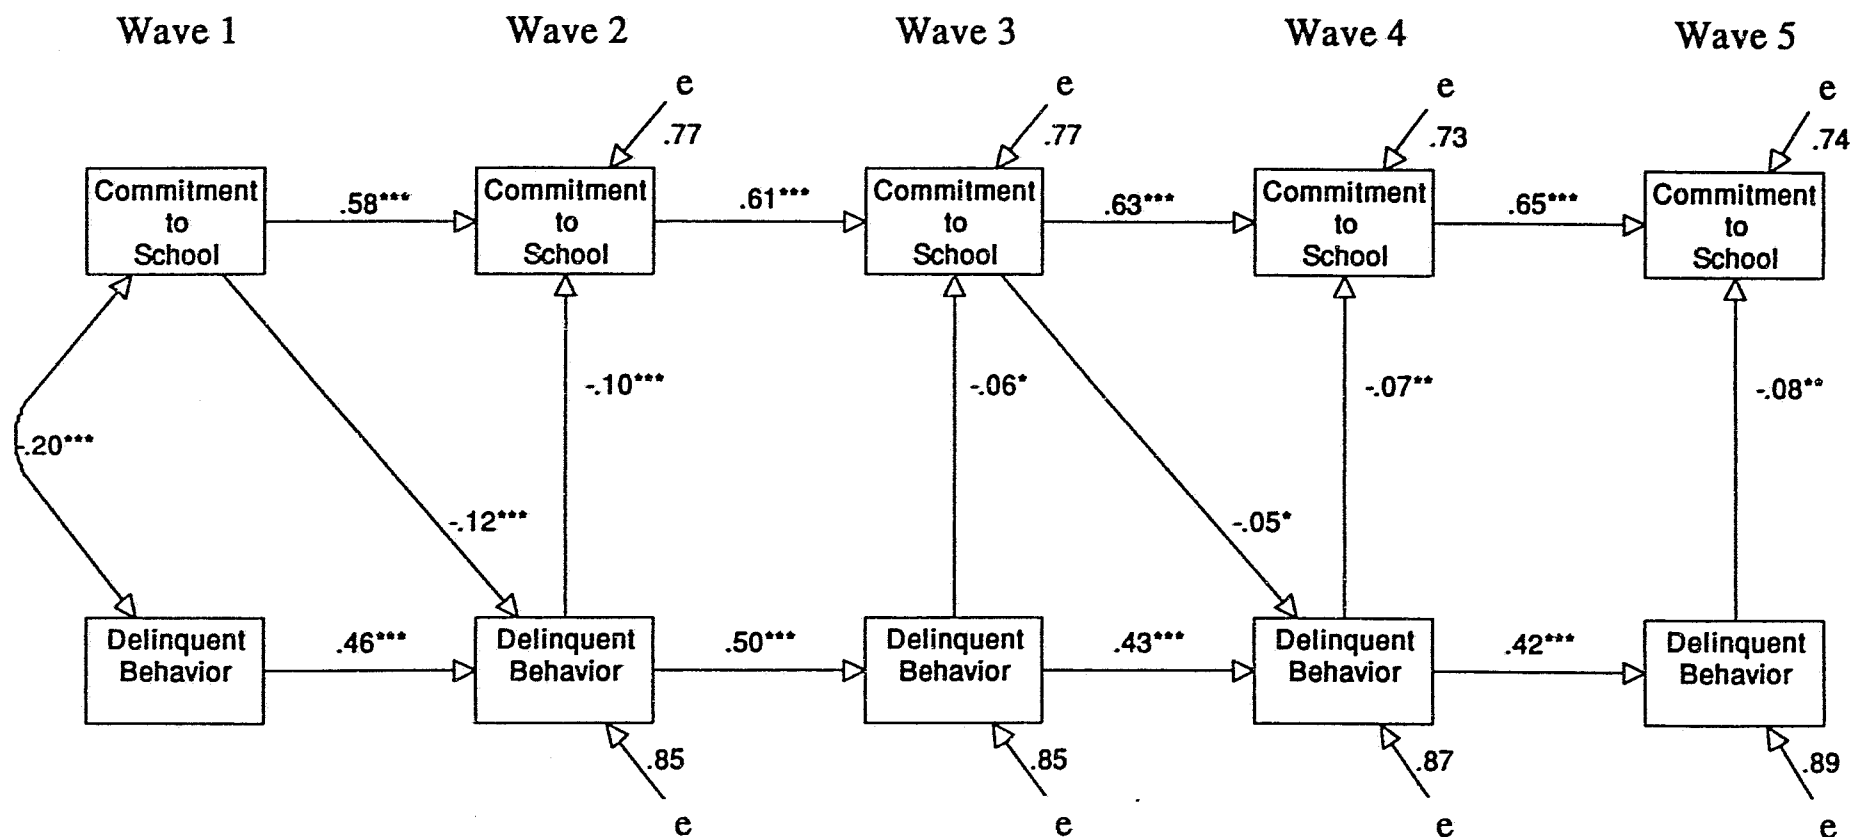 Wave 1
Wave 2
Wave 3
Wave 4
Wave 5
e
e
e
e
.77
.77
.73
.74
Commitment
to
School
.58***
Commitment
to
School
.61***
Commitment
to
School
.63***
Commitment
to
School
.65***
Commitment
to
School
-.20***
-.12***
-.10***
-.06*
-.05*
-.07**
-.08**
Delinquent
Behavior
.46***
Delinquent
Behavior
.50***
Delinquent
Behavior
.43***
Delinquent
Behavior
.42***
Delinquent
Behavior
.85
.85
.87
.89
e
e
e
e